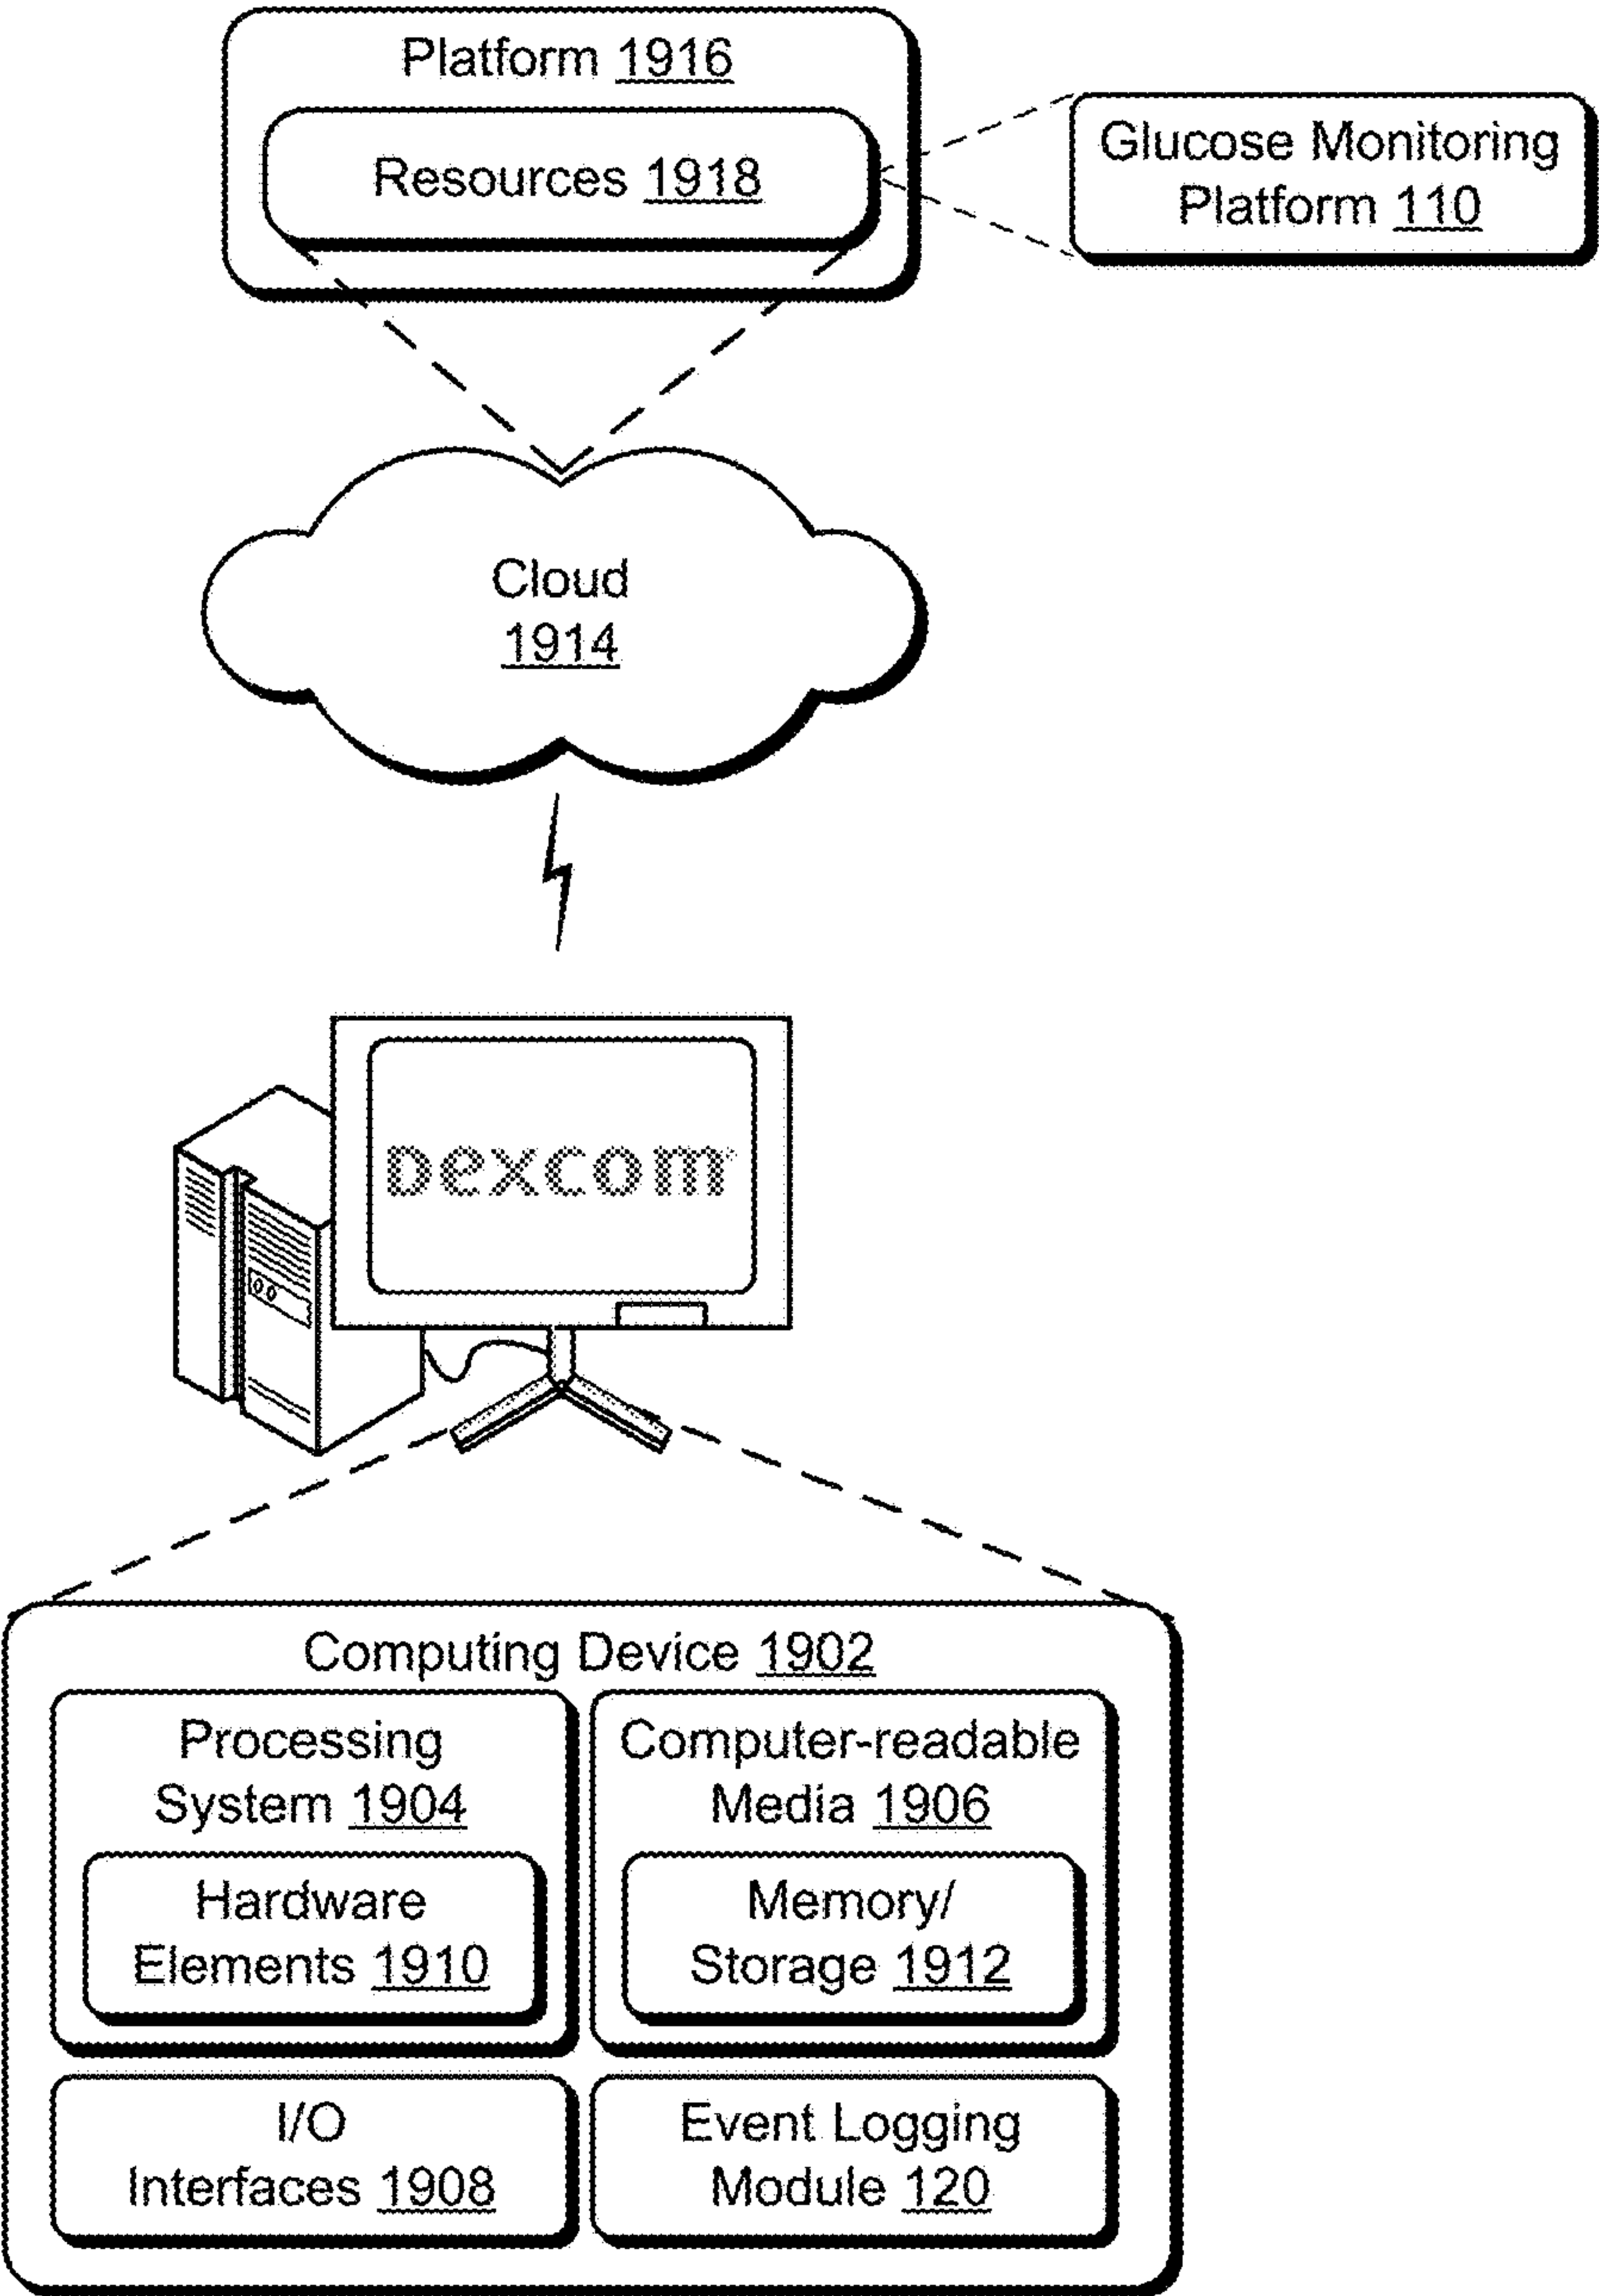 Platform 1916
Resources 1918
Glucose Monitoring
Platform 110
Cloud
1914
Dexcom
Computing Device 1902
Processing
System 1904
Hardware
Elements 1910
Computer-readable
Media 1906
Memory/
Storage 1912
I/O
Interfaces 1908
Event Logging
Module 120